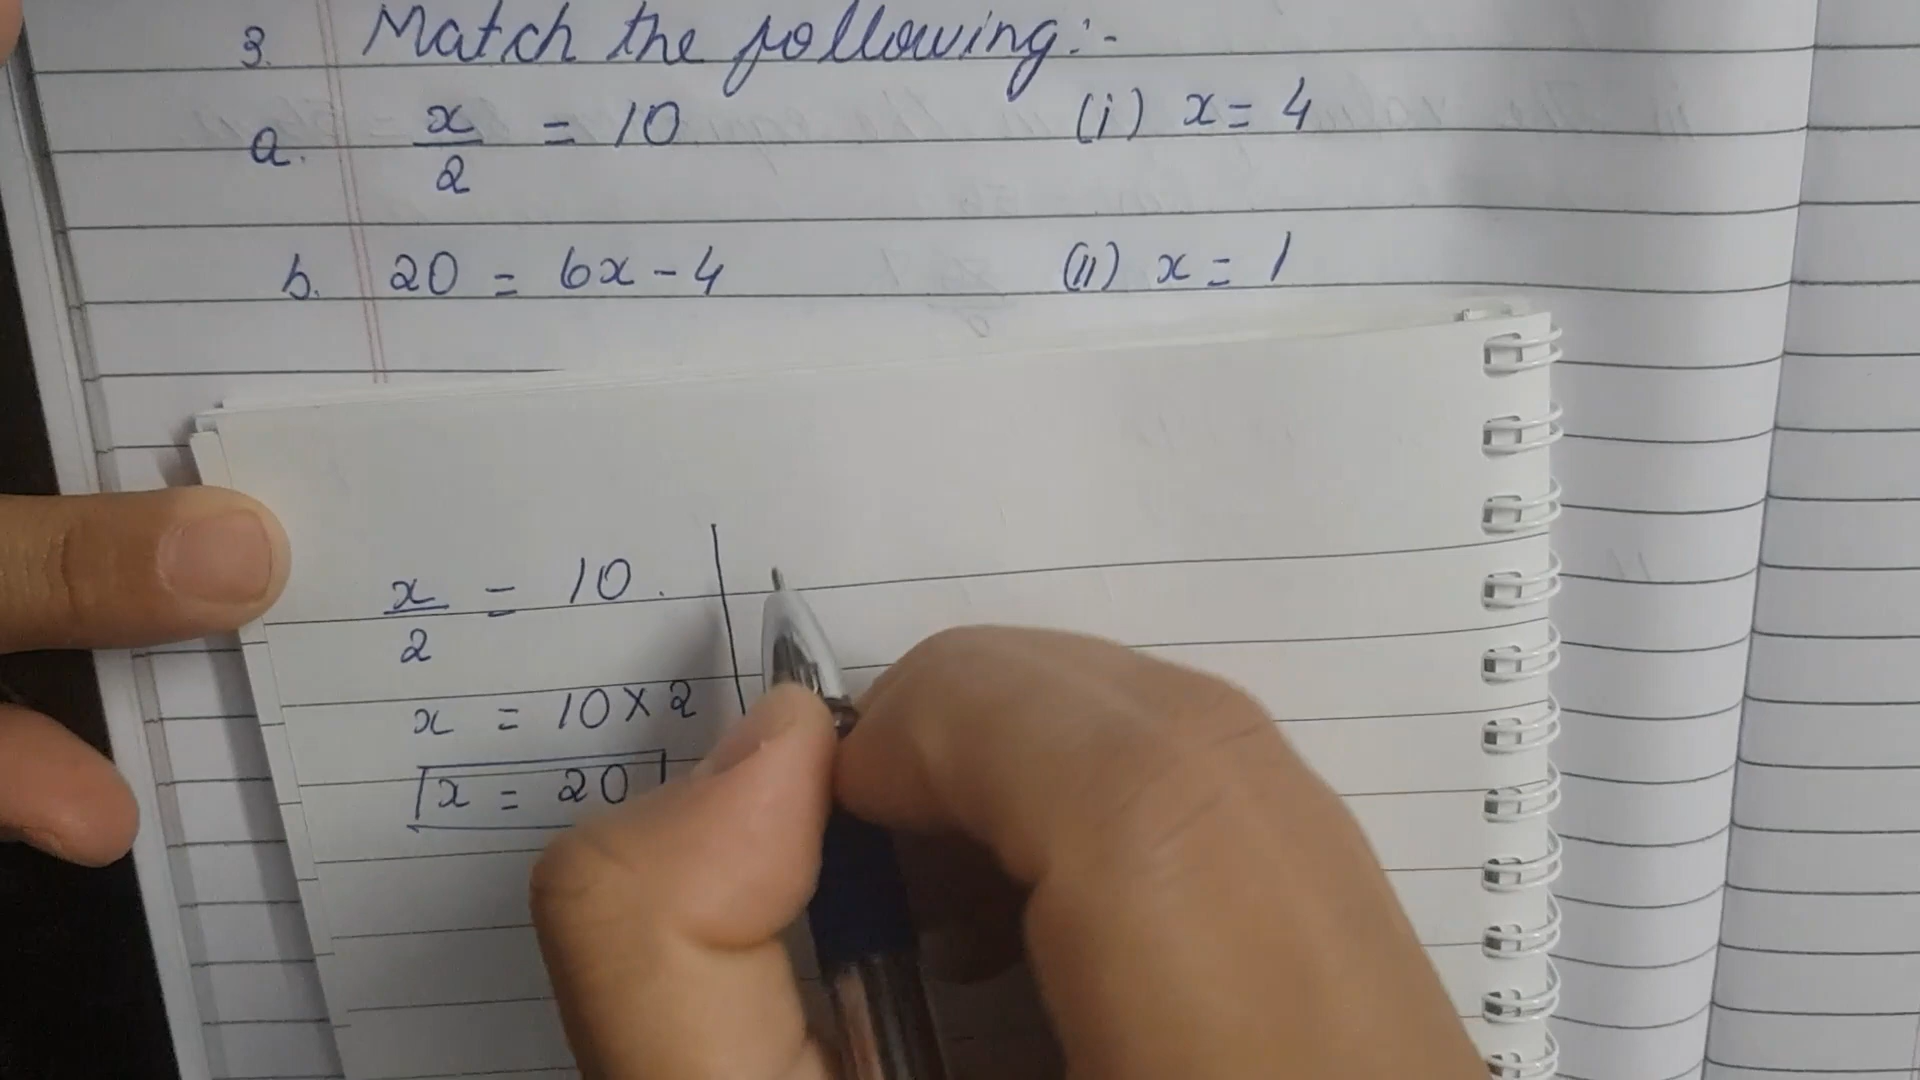 3. Match the following:-
a. x/2 = 10 (i) x = 4
b. 20 = 6x - 4 (ii) x = 1
x/2 = 10.
x = 10 x 2
x = 20